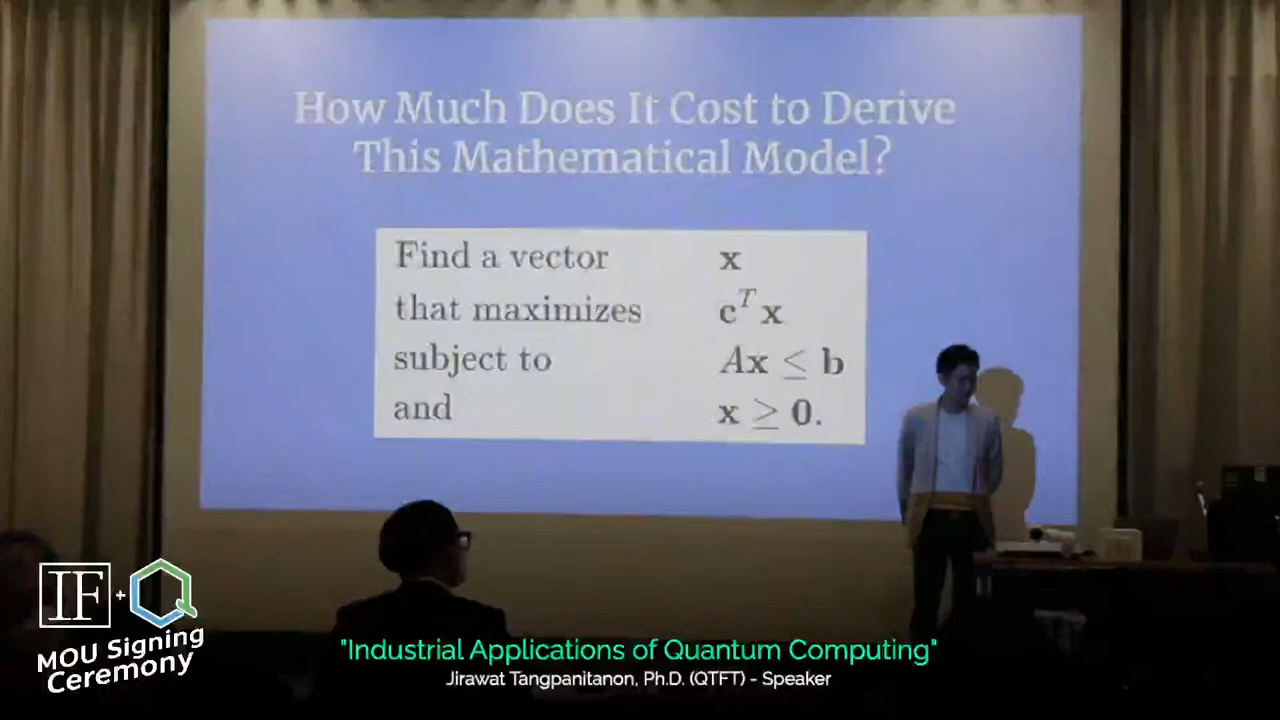 How Much Does It Cost to Derive
This Mathematical Model?
Find a vector x
that maximizes c^T x
subject to Ax ≤ b
and x ≥ 0.
IF + Q
MOU Signing
Ceremony
"Industrial Applications of Quantum Computing"
Jirawat Tangpanitanon, Ph.D. (QTFT) - Speaker